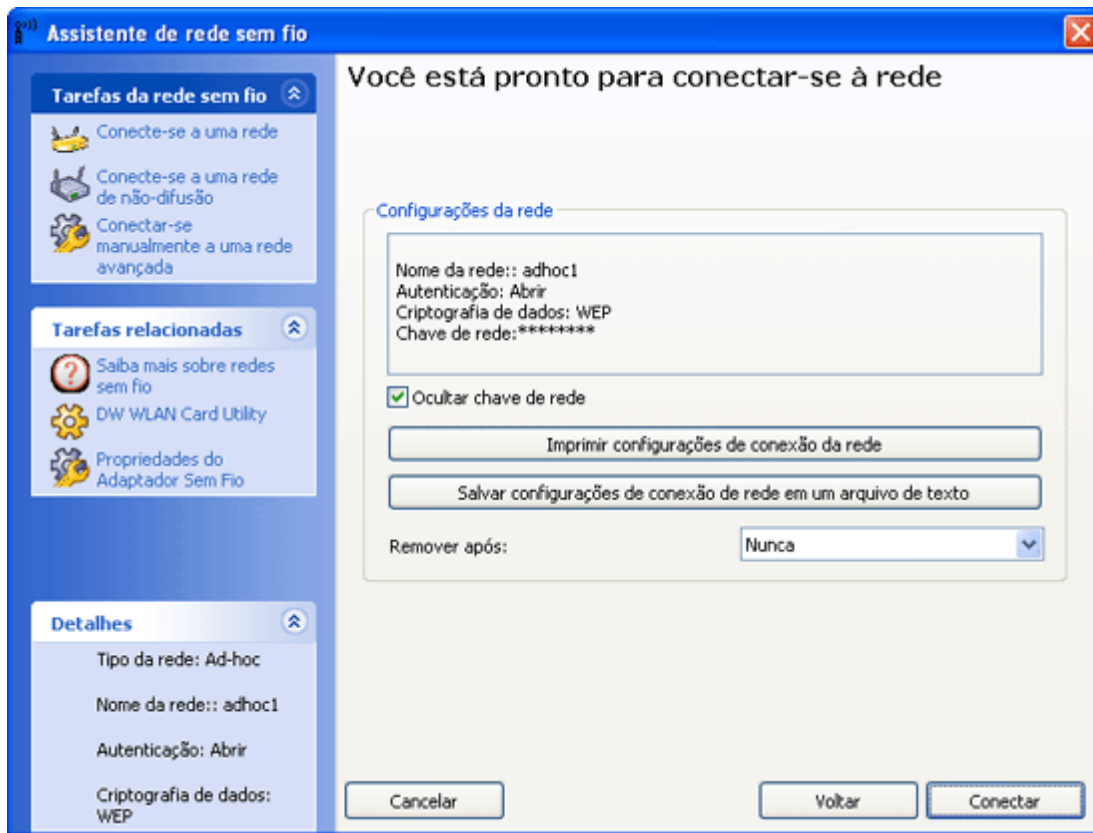 Assistente de rede sem fio
Tarefas da rede sem fio
Conecte-se a uma rede
Conecte-se a uma rede
de não-difusão
Conectar-se
manualmente a uma rede
avançada
Tarefas relacionadas
Saiba mais sobre redes
sem fio
DW WLAN Card Utility
Propriedades do
Adaptador Sem Fio
Detalhes
Tipo da rede: Ad-hoc
Nome da rede:: adhoc1
Autenticação: Abrir
Criptografia de dados:
WEP
Você está pronto para conectar-se à rede
Configurações da rede
Nome da rede:: adhoc1
Autenticação: Abrir
Criptografia de dados: WEP
Chave de rede:********
Ocultar chave de rede
Imprimir configurações de conexão da rede
Salvar configurações de conexão de rede em um arquivo de texto
Remover após:
Nunca
Cancelar
Voltar
Conectar